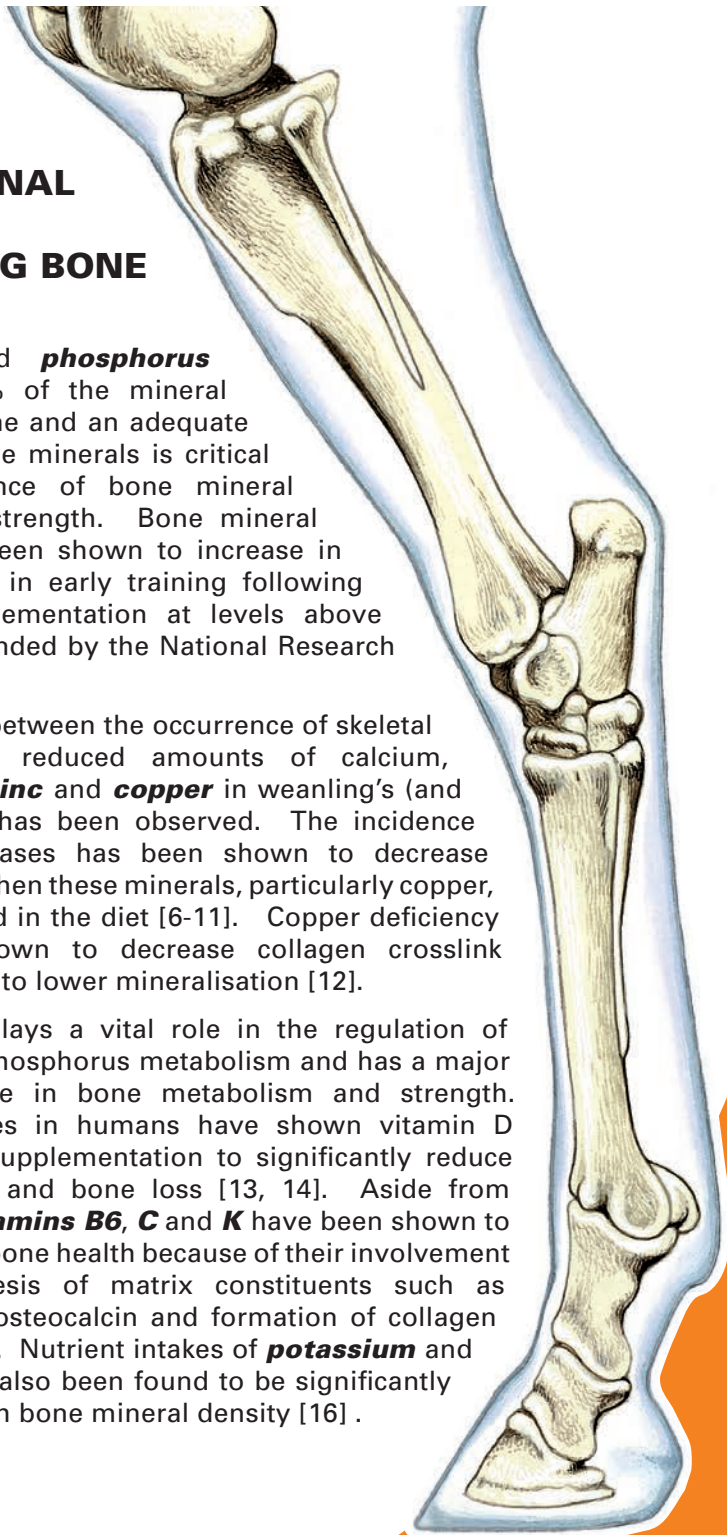 NAL
G BONE
d phosphorus
% of the mineral
ne and an adequate
e minerals is critical
nce of bone mineral
strength. Bone mineral
een shown to increase in
in early training following
lementation at levels above
nded by the National Research
between the occurrence of skeletal
reduced amounts of calcium,
inc and copper in weanling's (and
has been observed. The incidence
ases has been shown to decrease
hen these minerals, particularly copper,
d in the diet [6-11]. Copper deficiency
own to decrease collagen crosslink
to lower mineralisation [12].
lays a vital role in the regulation of
hosphorus metabolism and has a major
e in bone metabolism and strength.
es in humans have shown vitamin D
supplementation to significantly reduce
and bone loss [13, 14]. Aside from
amins B6, C and K have been shown to
bone health because of their involvement
esis of matrix constituents such as
osteocalcin and formation of collagen
. Nutrient intakes of potassium and
also been found to be significantly
n bone mineral density [16] .